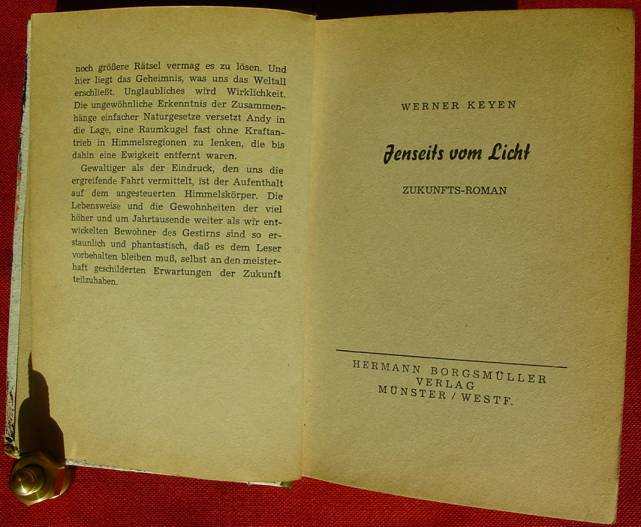 noch größere Rätsel vermag es zu lösen. Und
hier liegt das Geheimnis, was uns das Weltall
erschließt. Unglaubliches wird Wirklichkeit.
Die ungewöhnliche Erkenntnis der Zusammen-
hänge einfacher Naturgesetze versetzt Andy in
die Lage, eine Raumkugel fast ohne Kraftan-
trieb in Himmelsregionen zu lenken, die bis
dahin eine Ewigkeit entfernt waren.
Gewaltiger als der Eindruck, den uns die
ergreifende Fahrt vermittelt, ist der Aufenthalt
auf dem angesteuerten Himmelskörper. Die
Lebensweise und die Gewohnheiten der viel
höher und um Jahrtausende weiter als wir ent-
wickelten Bewohner des Gestirns sind so er-
staunlich und phantastisch, daß es dem Leser
vorbehalten bleiben muß, selbst an den meister-
haft geschilderten Erwartungen der Zukunft
teilzuhaben.
WERNER KEYEN
Jenseits vom Licht
ZUKUNFTS-ROMAN
HERMANN BORGSMÜLLER
VERLAG
MÜNSTER / WESTF.